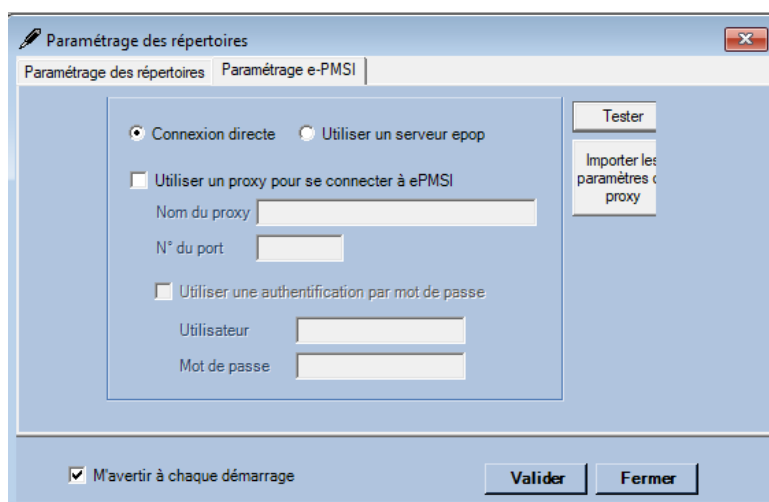 Paramétrage des répertoires
Paramétrage des répertoires Paramétrage e-PMSI
Connexion directe Utiliser un serveur epop
Tester
Utiliser un proxy pour se connecter à ePMSI
Importer les
paramètres
proxy
Nom du proxy
N° du port
Utiliser une authentification par mot de passe
Utilisateur
Mot de passe
M'avertir à chaque démarrage
Valider Fermer